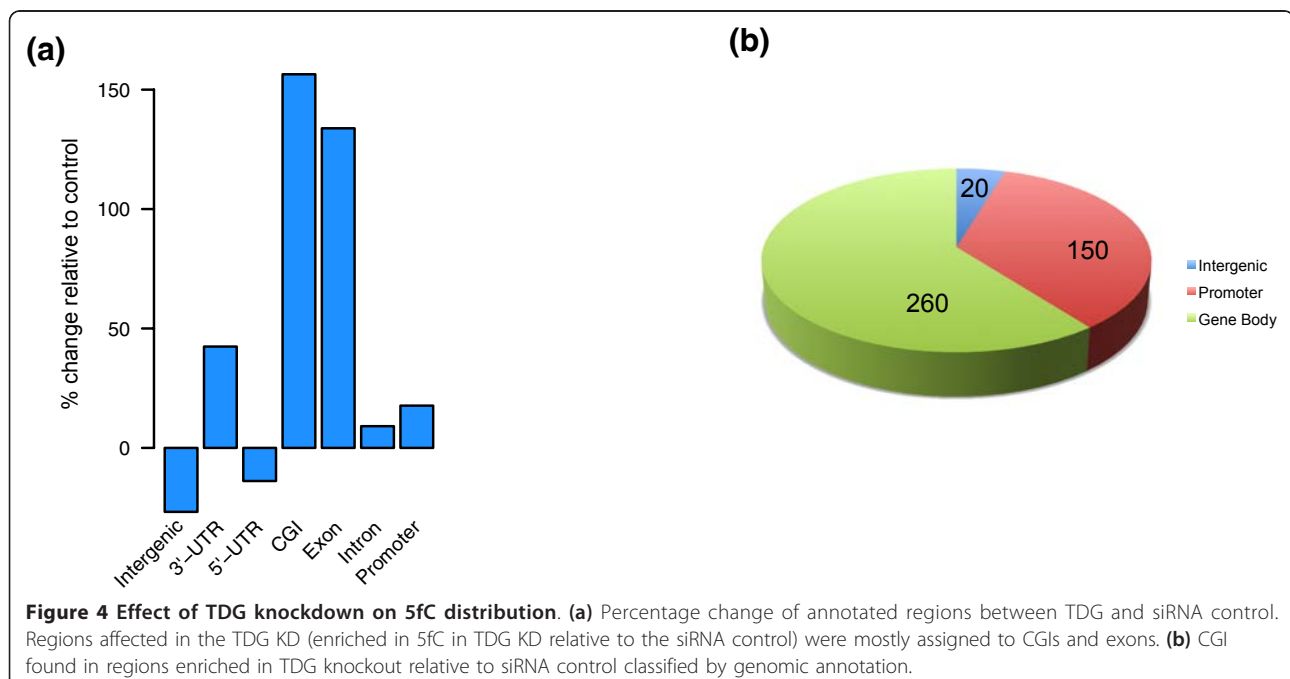 (a)
% change relative to control
150
100
50
0
Intergenic
3'–UTR
5'–UTR
CGI
Exon
Intron
Promoter
(b)
20
150
260
Intergenic
Promoter
Gene Body
Figure 4 Effect of TDG knockdown on 5fC distribution. (a) Percentage change of annotated regions between TDG and siRNA control.
Regions affected in the TDG KD (enriched in 5fC in TDG KD relative to the siRNA control) were mostly assigned to CGIs and exons. (b) CGI
found in regions enriched in TDG knockout relative to siRNA control classified by genomic annotation.